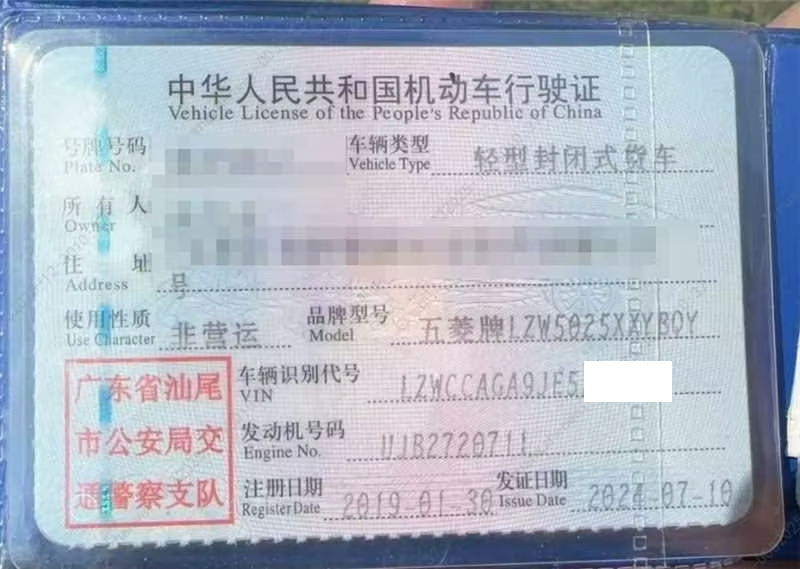 中华人民共和国机动车行驶证
Vehicle License of the People's Republic of China
号牌号码
Plate No.
车辆类型
Vehicle Type
轻型封闭式货车
所有人
Owner
住址
Address
号
使用性质
Use Character
非营运
品牌型号
Model
五菱牌LZW5025XXYBQY
广东省汕尾
市公安局交
通警察支队
车辆识别代号
VIN
LZWCCAGA9JE5
发动机号码
Engine No.
UJB2720711
注册日期
Register Date
2019-01-30
发证日期
Issue Date
2024-07-10